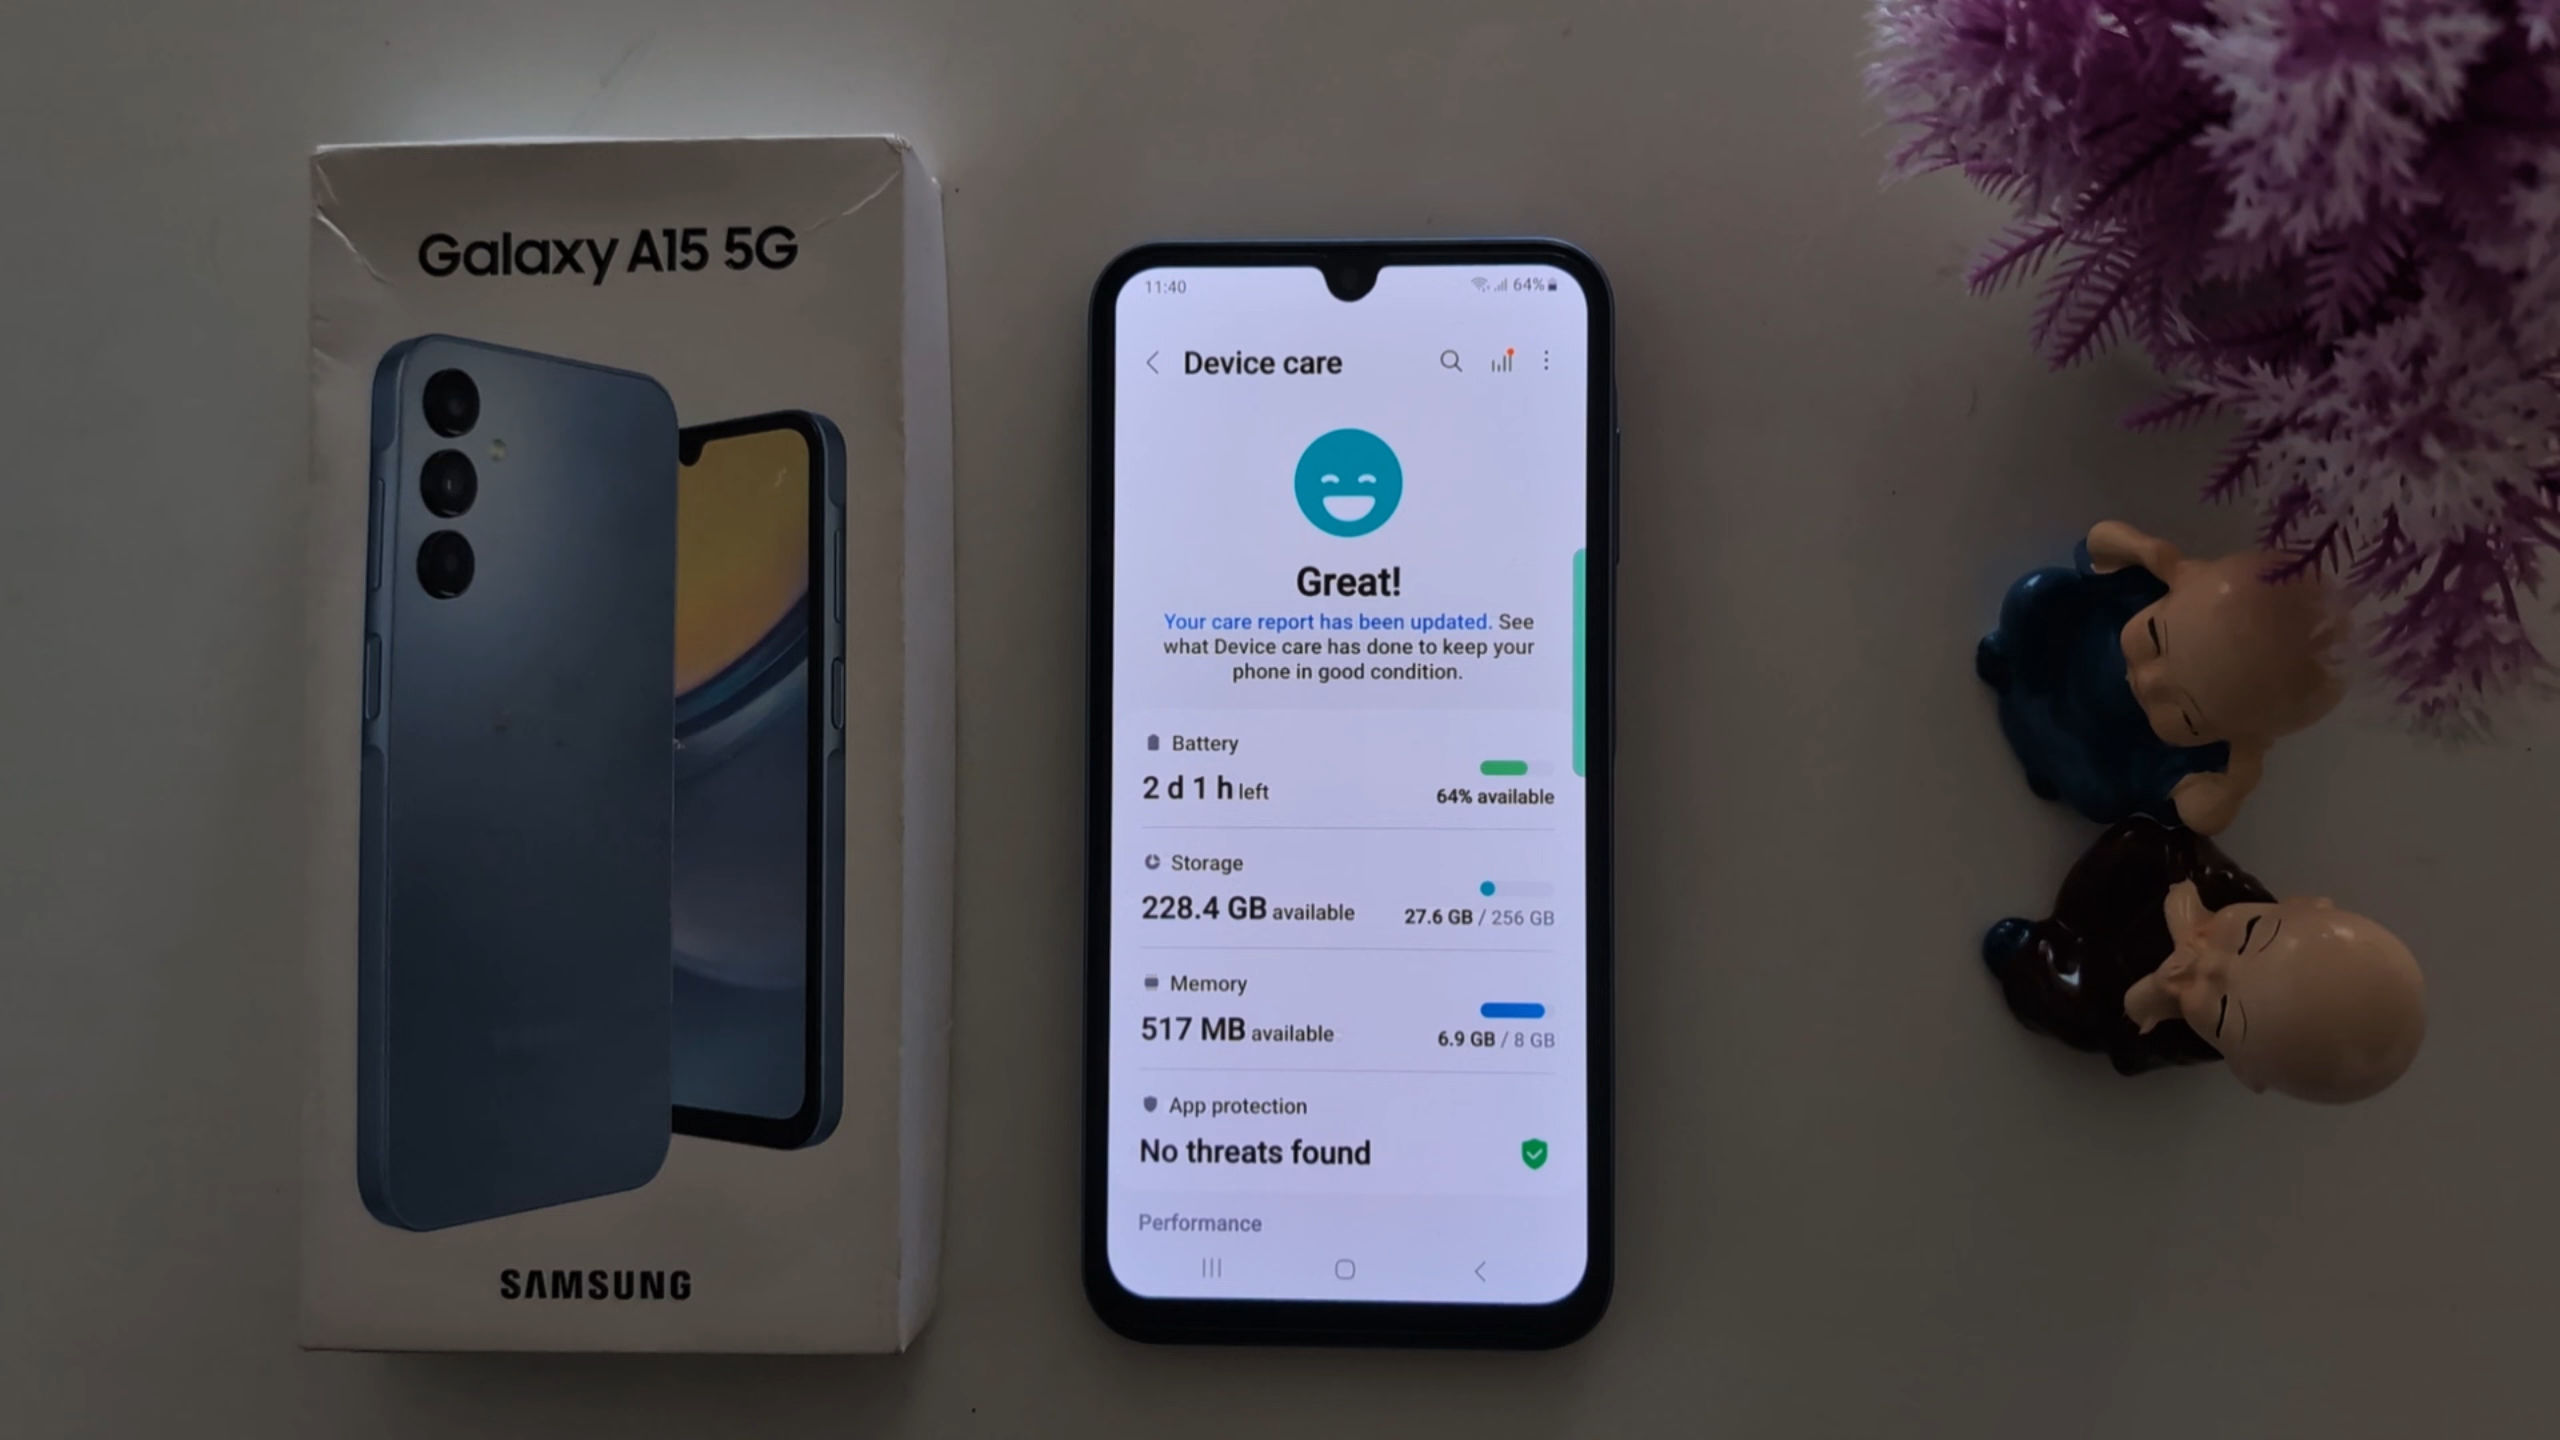 Galaxy A15 5G
SAMSUNG
11:40
64%
Device care
Great!
Your care report has been updated. See
what Device care has done to keep your
phone in good condition.
Battery
2 d 1 h left
64% available
Storage
228.4 GB available
27.6 GB / 256 GB
Memory
517 MB available
6.9 GB / 8 GB
App protection
No threats found
Performance